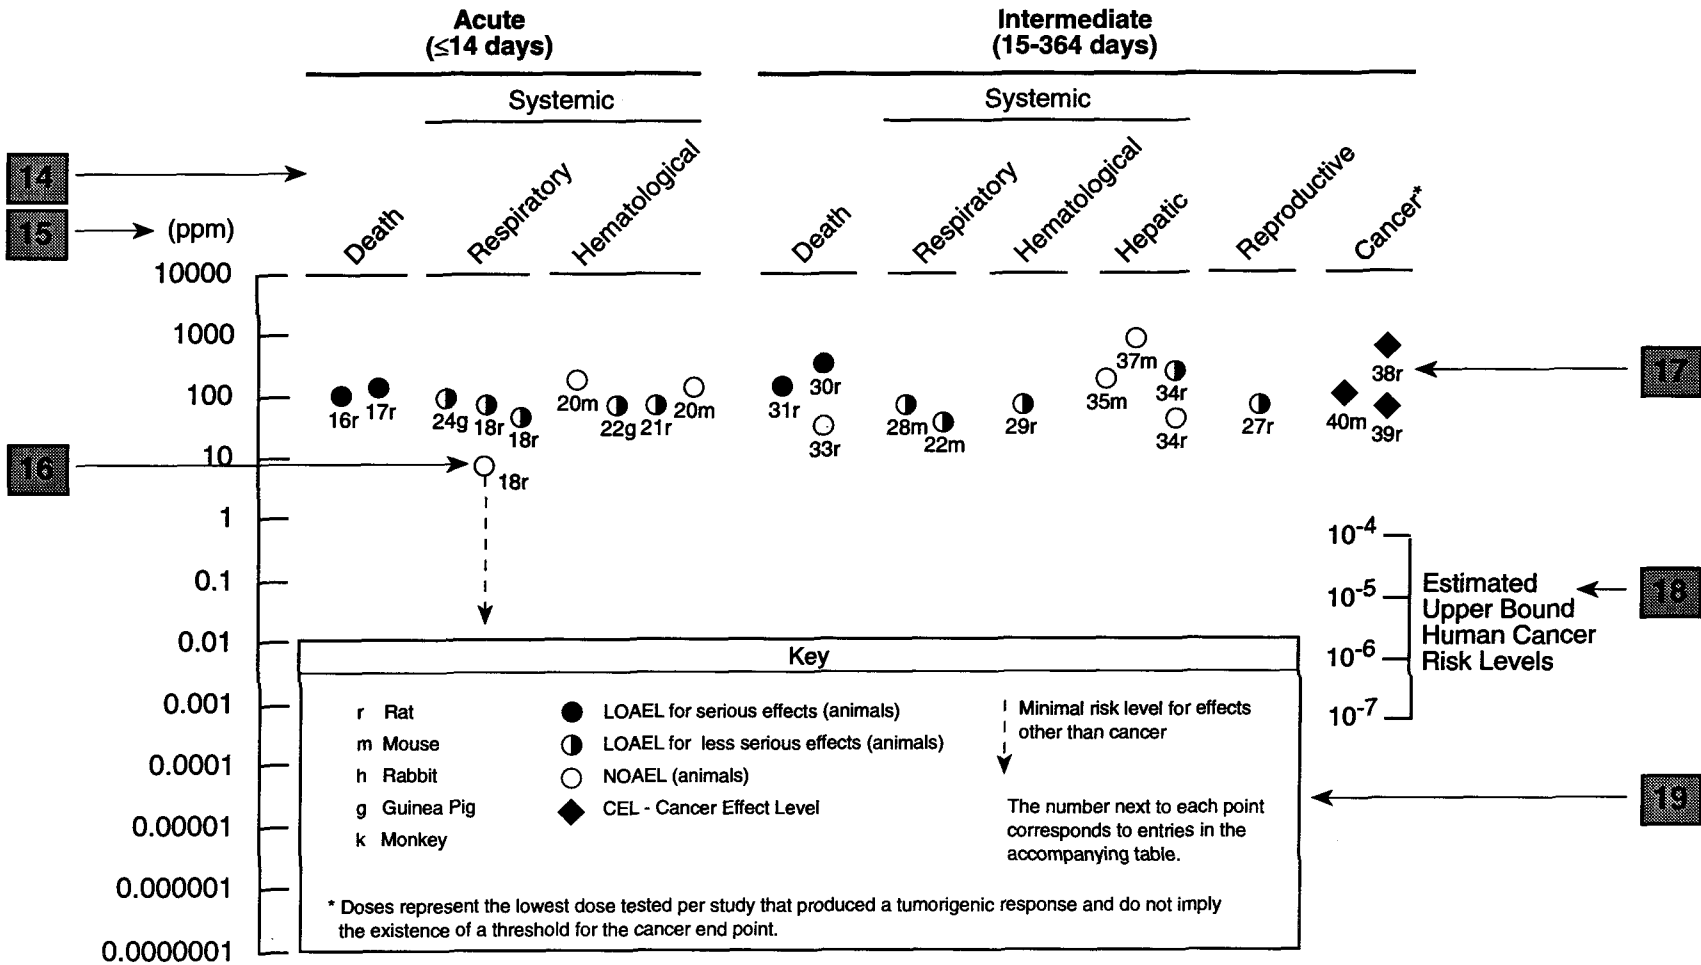 Acute
(≤14 days)
Intermediate
(15-364 days)
Systemic
Systemic
14
15
(ppm)
Death
Respiratory
Hematological
Death
Respiratory
Hematological
Hepatic
Reproductive
Cancer*
10000
1000
100
10
1
0.1
0.01
0.001
0.0001
0.00001
0.000001
0.0000001
16r
17r
24g
18r
18r
20m
22g
21r
20m
31r
30r
33r
28m
22m
29r
35m
37m
34r
34r
27r
40m
38r
39r
17
16
18r
10-4
10-5
10-6
10-7
Estimated
Upper Bound
Human Cancer
Risk Levels
18
Key
r Rat
m Mouse
h Rabbit
g Guinea Pig
k Monkey
LOAEL for serious effects (animals)
LOAEL for less serious effects (animals)
NOAEL (animals)
CEL - Cancer Effect Level
Minimal risk level for effects
other than cancer
The number next to each point
corresponds to entries in the
accompanying table.
19
* Doses represent the lowest dose tested per study that produced a tumorigenic response and do not imply
the existence of a threshold for the cancer end point.